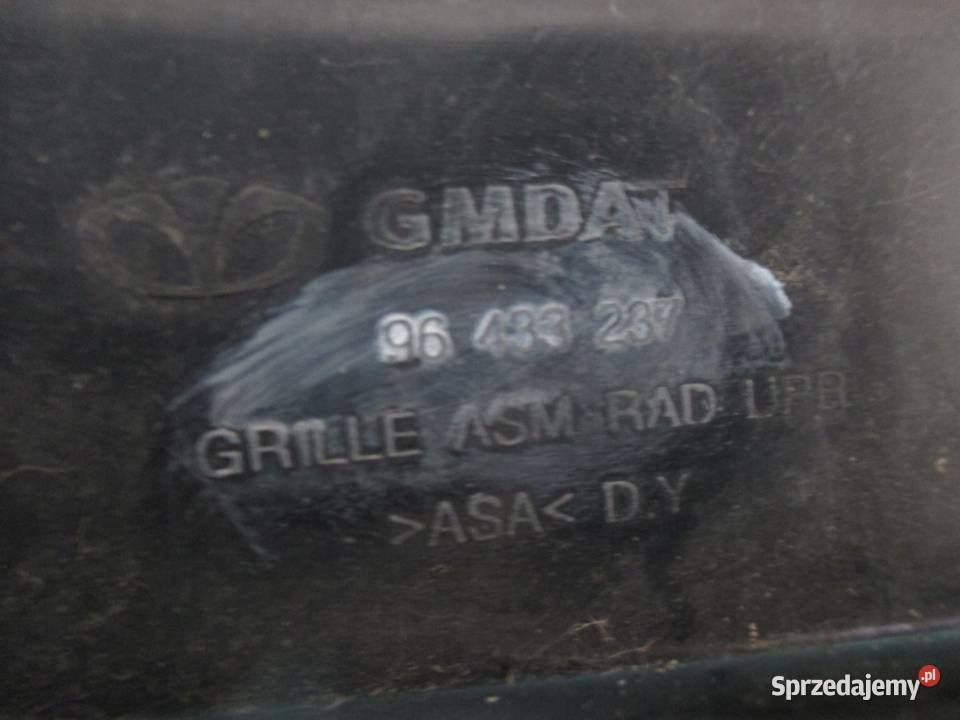 GMDAT
96 433 237
GRILLE ASM RAD UPR
>ASA< D.Y
Sprzedajemy.pl